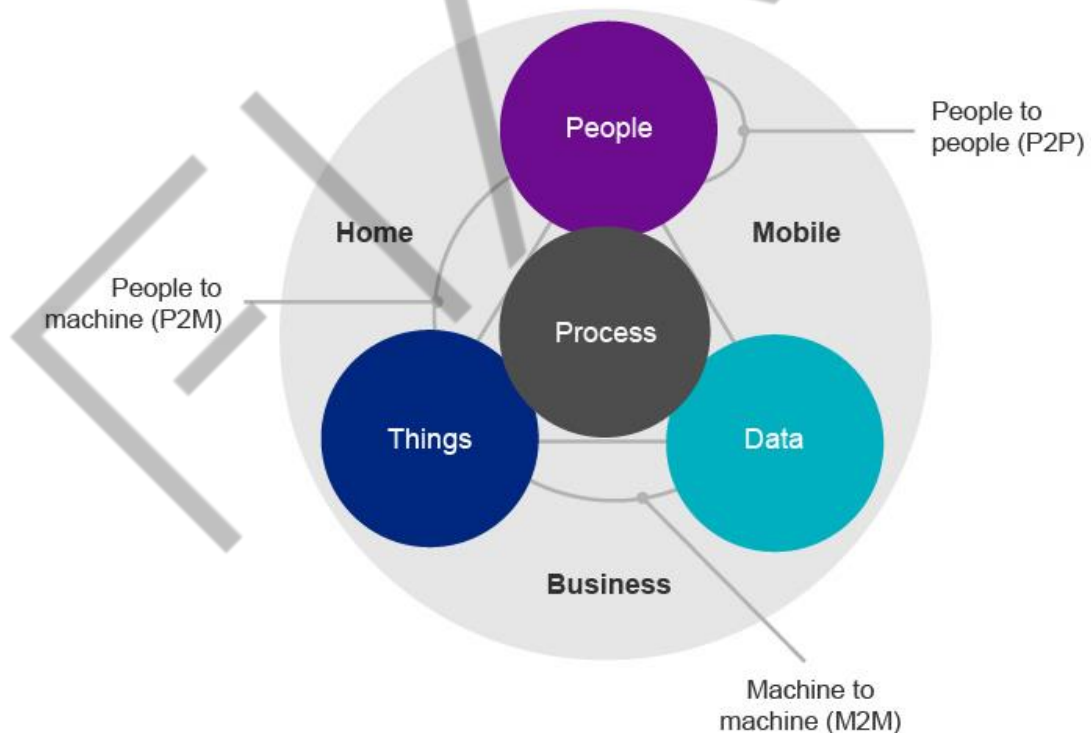 People
People to
people (P2P)
Home
Mobile
People to
machine (P2M)
Process
Things
Data
Business
Machine to
machine (M2M)